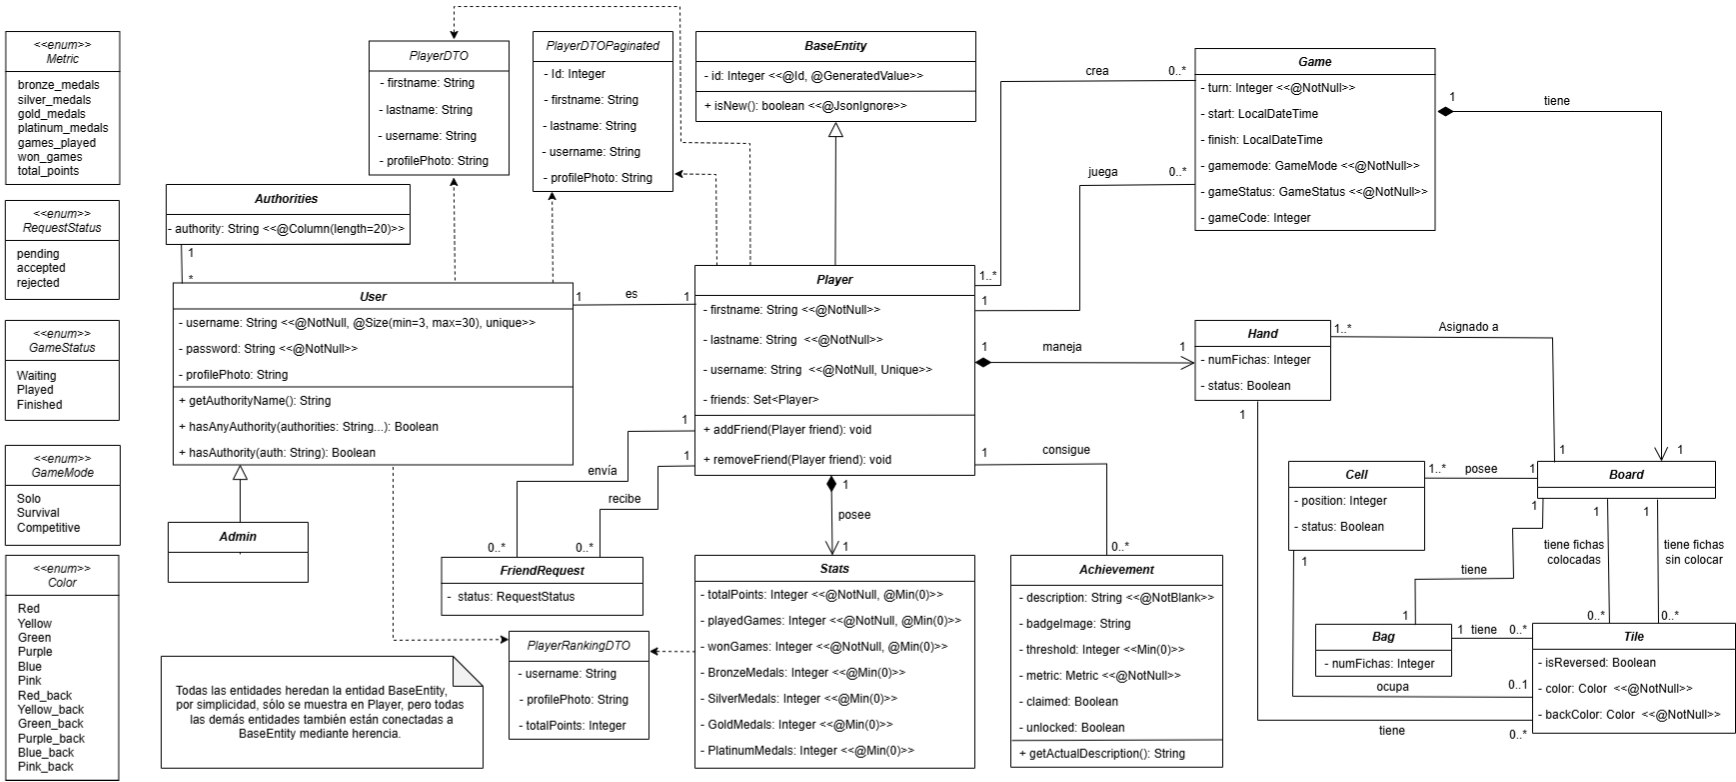 <<enum>>
Metric
bronze_medals
silver_medals
gold_medals
platinum_medals
games_played
won_games
total_points
<<enum>>
RequestStatus
pending
accepted
rejected
<<enum>>
GameStatus
Waiting
Played
Finished
<<enum>>
GameMode
Solo
Survival
Competitive
<<enum>>
Color
Red
Yellow
Green
Purple
Blue
Pink
Red_back
Yellow_back
Green_back
Purple_back
Blue_back
Pink_back
PlayerDTO
- firstname: String
- lastname: String
- username: String
- profilePhoto: String
PlayerDTOPaginated
- Id: Integer
- firstname: String
- lastname: String
- username: String
- profilePhoto: String
BaseEntity
- id: Integer <<@Id, @GeneratedValue>>
+ isNew(): boolean <<@JsonIgnore>>
crea
0..*
1..*
juega
0..*
1
Game
- turn: Integer <<@NotNull>>
- start: LocalDateTime
- finish: LocalDateTime
- gamemode: GameMode <<@NotNull>>
- gameStatus: GameStatus <<@NotNull>>
- gameCode: Integer
1
tiene
1
Authorities
- authority: String <<@Column(length=20)>>
1
*
User
- username: String <<@NotNull, @Size(min=3, max=30), unique>>
- password: String <<@NotNull>>
- profilePhoto: String
+ getAuthorityName(): String
+ hasAnyAuthority(authorities: String...): Boolean
+ hasAuthority(auth: String): Boolean
1
es
1
Player
- firstname: String <<@NotNull>>
- lastname: String <<@NotNull>>
- username: String <<@NotNull, Unique>>
- friends: Set<Player>
+ addFriend(Player friend): void
+ removeFriend(Player friend): void
1
maneja
1
Hand
- numFichas: Integer
- status: Boolean
1..*
Asignado a
1
1
envía
1
0..*
recibe
1
0..*
1
posee
1
1
consigue
0..*
Admin
FriendRequest
- status: RequestStatus
PlayerRankingDTO
- username: String
- profilePhoto: String
- totalPoints: Integer
Todas las entidades heredan la entidad BaseEntity,
por simplicidad, sólo se muestra en Player, pero todas
las demás entidades también están conectadas a
BaseEntity mediante herencia.
Stats
- totalPoints: Integer <<@NotNull, @Min(0)>>
- playedGames: Integer <<@NotNull, @Min(0)>>
- wonGames: Integer <<@NotNull, @Min(0)>>
- BronzeMedals: Integer <<@Min(0)>>
- SilverMedals: Integer <<@Min(0)>>
- GoldMedals: Integer <<@Min(0)>>
- PlatinumMedals: Integer <<@Min(0)>>
Achievement
- description: String <<@NotBlank>>
- badgeImage: String
- threshold: Integer <<Min(0)>>
- metric: Metric <<@NotNull>>
- claimed: Boolean
- unlocked: Boolean
+ getActualDescription(): String
Cell
- position: Integer
- status: Boolean
1..*
posee
1
Board
1
1
1
tiene fichas
colocadas
tiene fichas
sin colocar
0..*
0..*
1
tiene
1
Bag
- numFichas: Integer
1
tiene
0..*
Tile
- isReversed: Boolean
- color: Color <<@NotNull>>
- backColor: Color <<@NotNull>>
ocupa
0..1
tiene
0..*